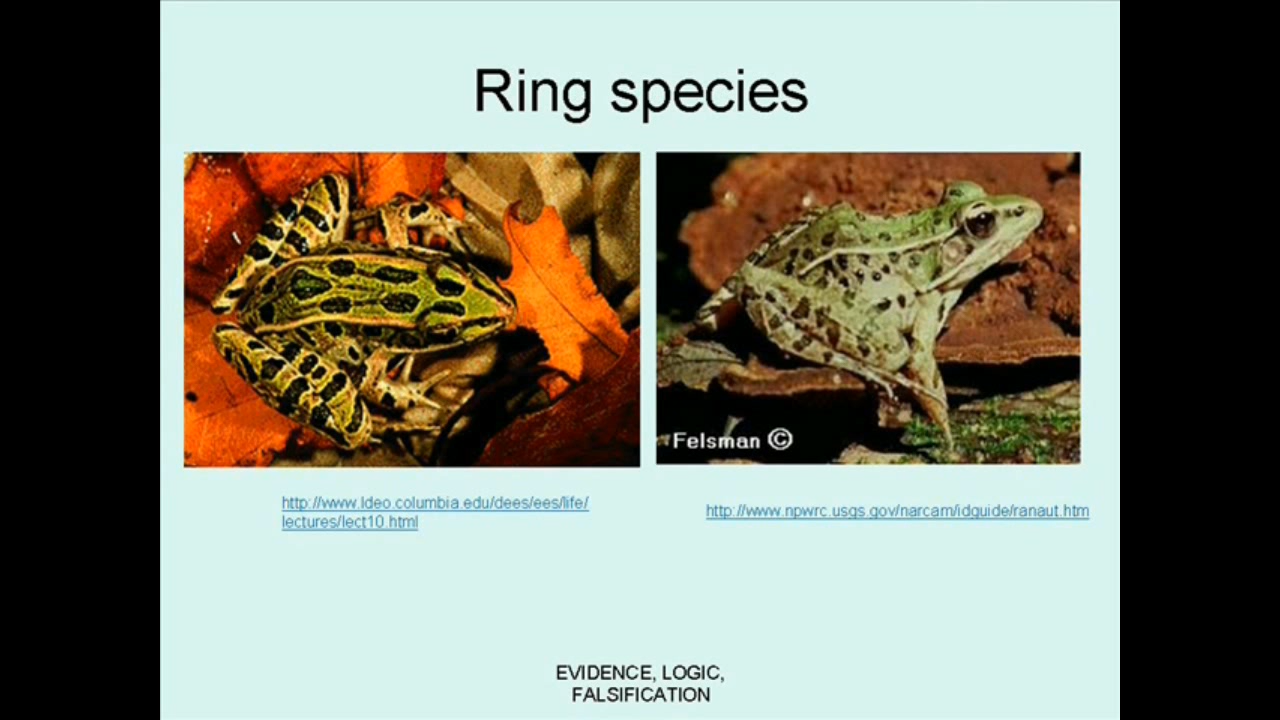 Ring species
Felsman ©
http://www.ldeo.columbia.edu/dees/ees/life/
lectures/lect10.html
http://www.npwrc.usgs.gov/narcam/idguide/ranaut.htm
EVIDENCE, LOGIC,
FALSIFICATION